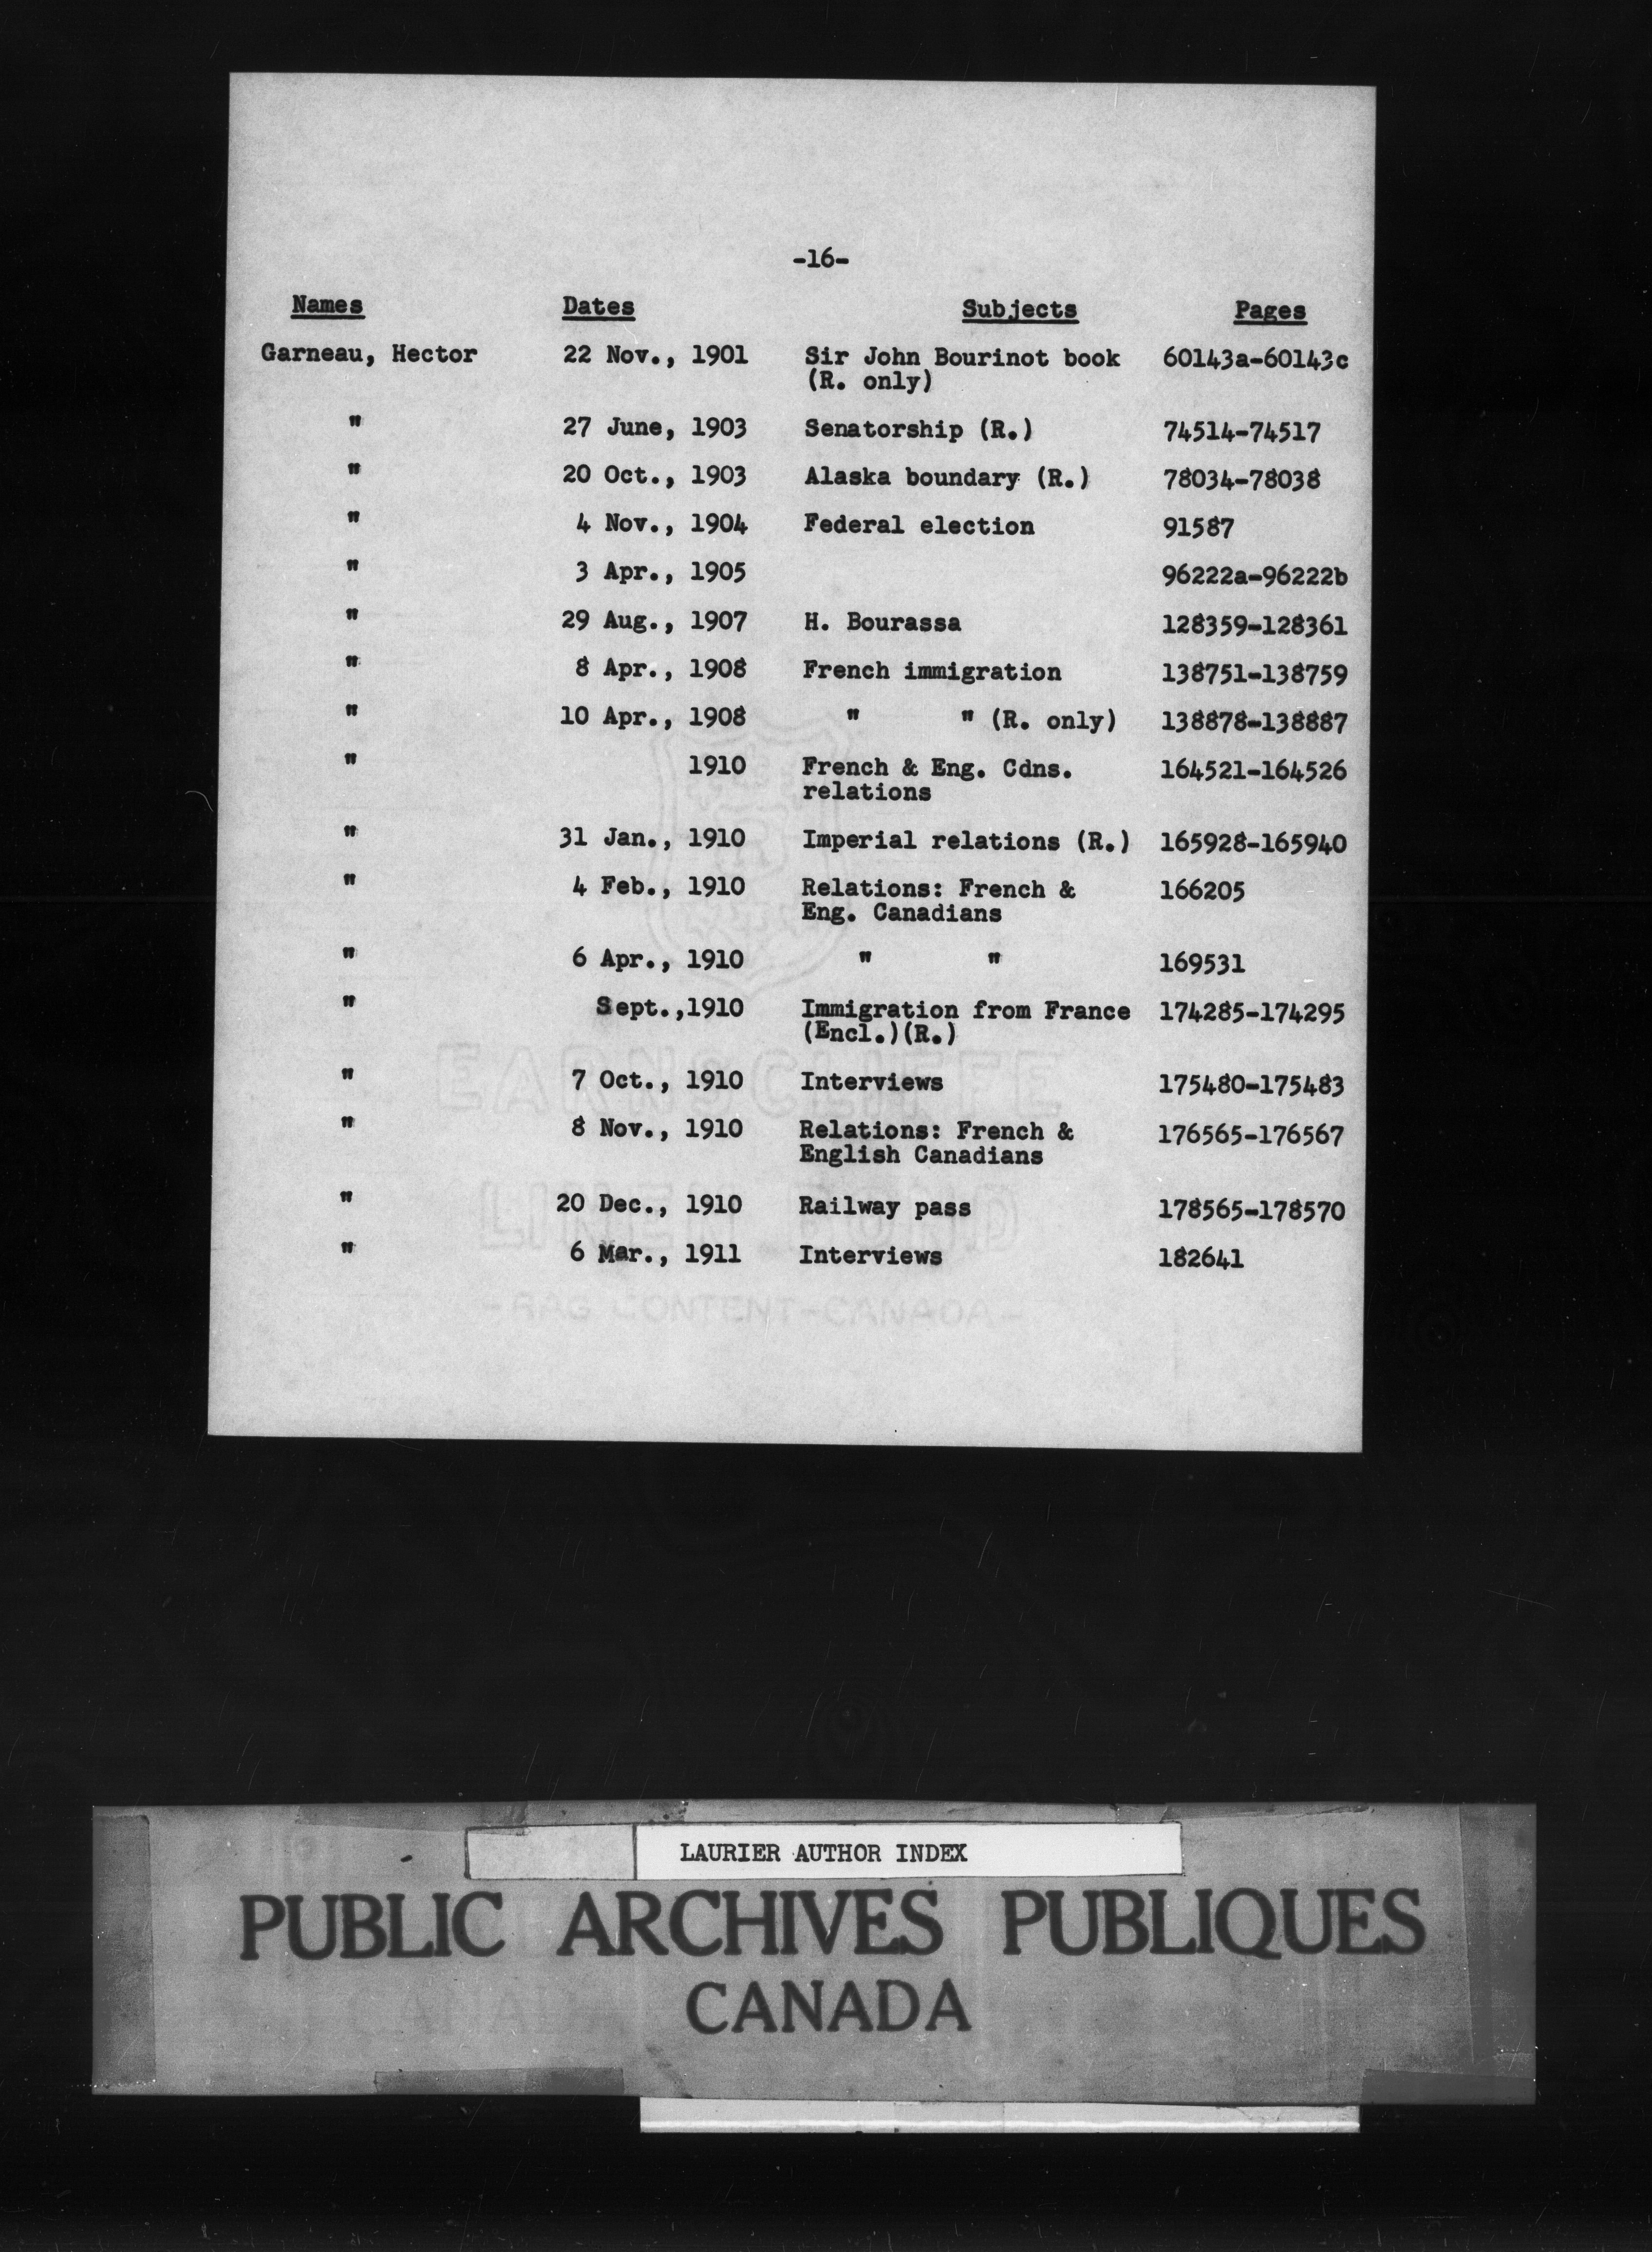 -16-
Names Dates Subjects Pages
Garneau, Hector 22 Nov., 1901 Sir John Bourinot book 60143a-60143c
(R. only)
" 27 June, 1903 Senatorship (R.) 74514-74517
" 20 Oct., 1903 Alaska boundary (R.) 78034-78038
" 4 Nov., 1904 Federal election 91587
" 3 Apr., 1905 96222a-96222b
" 29 Aug., 1907 H. Bourassa 128359-128361
" 8 Apr., 1908 French immigration 138751-138759
" 10 Apr., 1908 " " (R. only) 138878-138887
" 1910 French & Eng. Cdns. 164521-164526
relations
" 31 Jan., 1910 Imperial relations (R.) 165928-165940
" 4 Feb., 1910 Relations: French & 166205
Eng. Canadians
" 6 Apr., 1910 " " 169531
" Sept.,1910 Immigration from France 174285-174295
(Encl.)(R.)
" 7 Oct., 1910 Interviews 175480-175483
" 8 Nov., 1910 Relations: French & 176565-176567
English Canadians
" 20 Dec., 1910 Railway pass 178565-178570
" 6 Mar., 1911 Interviews 182641
EARNSCLIFFE
LINEN BOND
-RAG CONTENT-CANADA-
LAURIER AUTHOR INDEX
PUBLIC ARCHIVES PUBLIQUES
CANADA